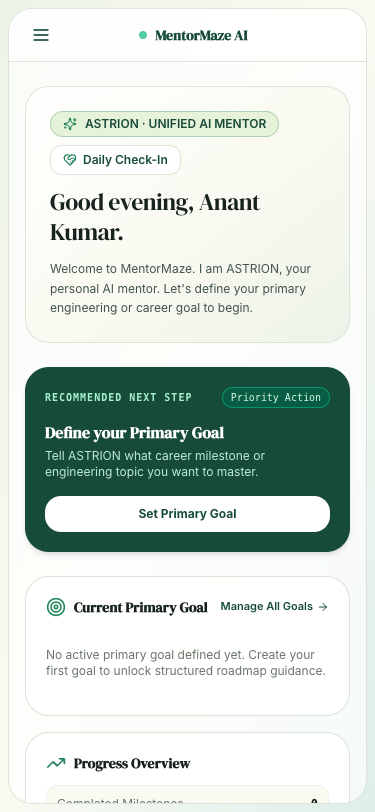 MentorMaze AI
ASTRION · UNIFIED AI MENTOR
Daily Check-In
Good evening, Anant
Kumar.
Welcome to MentorMaze. I am ASTRION, your
personal AI mentor. Let's define your primary
engineering or career goal to begin.
RECOMMENDED NEXT STEP
Priority Action
Define your Primary Goal
Tell ASTRION what career milestone or
engineering topic you want to master.
Set Primary Goal
Current Primary Goal
Manage All Goals →
No active primary goal defined yet. Create your
first goal to unlock structured roadmap guidance.
Progress Overview
Completed Milestones
0